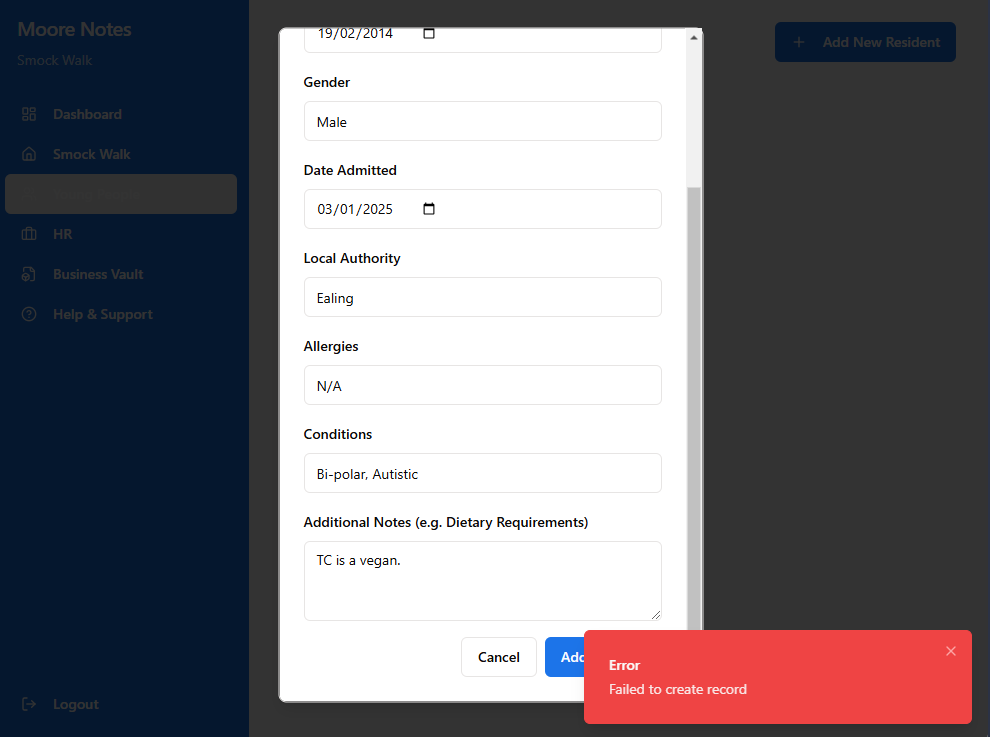 Moore Notes
Smock Walk
Dashboard
Smock Walk
HR
Business Vault
Help & Support
Logout
Add New Resident
19/02/2014
Gender
Male
Date Admitted
03/01/2025
Local Authority
Ealing
Allergies
N/A
Conditions
Bi-polar, Autistic
Additional Notes (e.g. Dietary Requirements)
TC is a vegan.
Cancel
Add
Error
Failed to create record